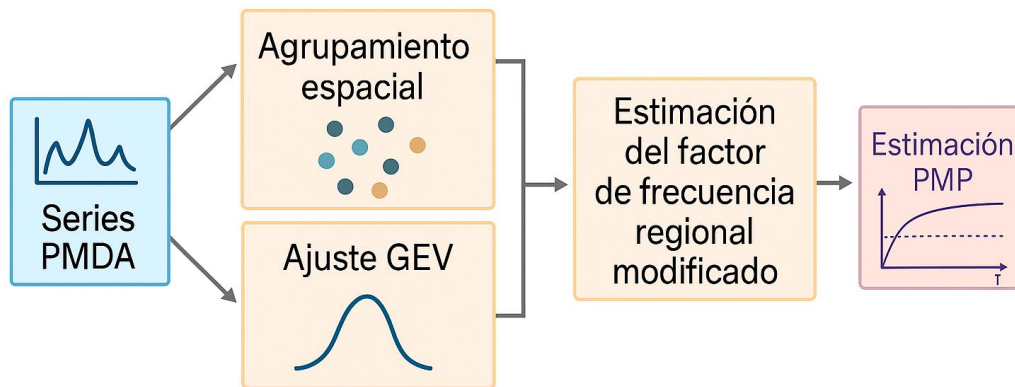 Series
PMDA
Agrupamiento
espacial
Ajuste GEV
Estimación
del factor
de frecuencia
regional
modificado
Estimación
PMP
T